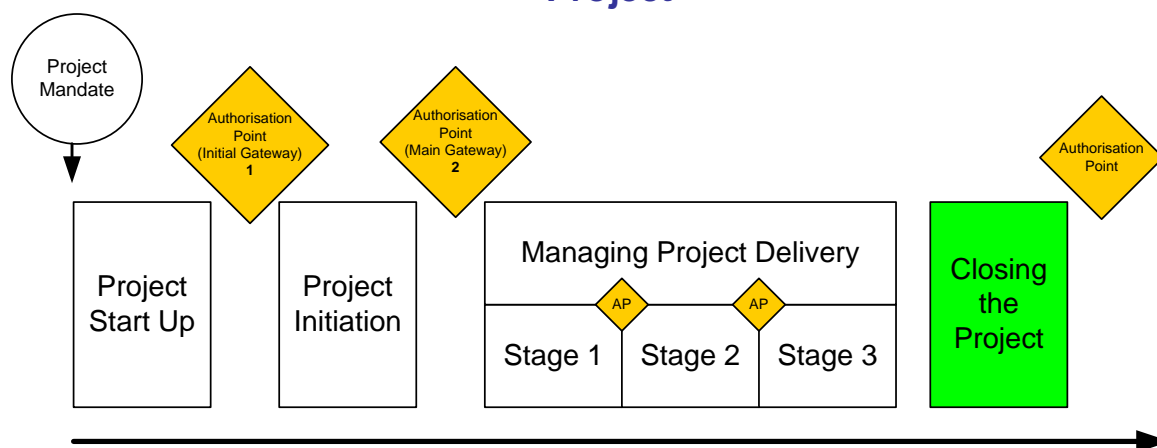 Project
Project
Mandate
Authorisation
Point
(Initial Gateway)
1
Authorisation
Point
(Main Gateway)
2
Authorisation
Point
Project
Start Up
Project
Initiation
Managing Project Delivery
AP
AP
Stage 1
Stage 2
Stage 3
Closing
the
Project